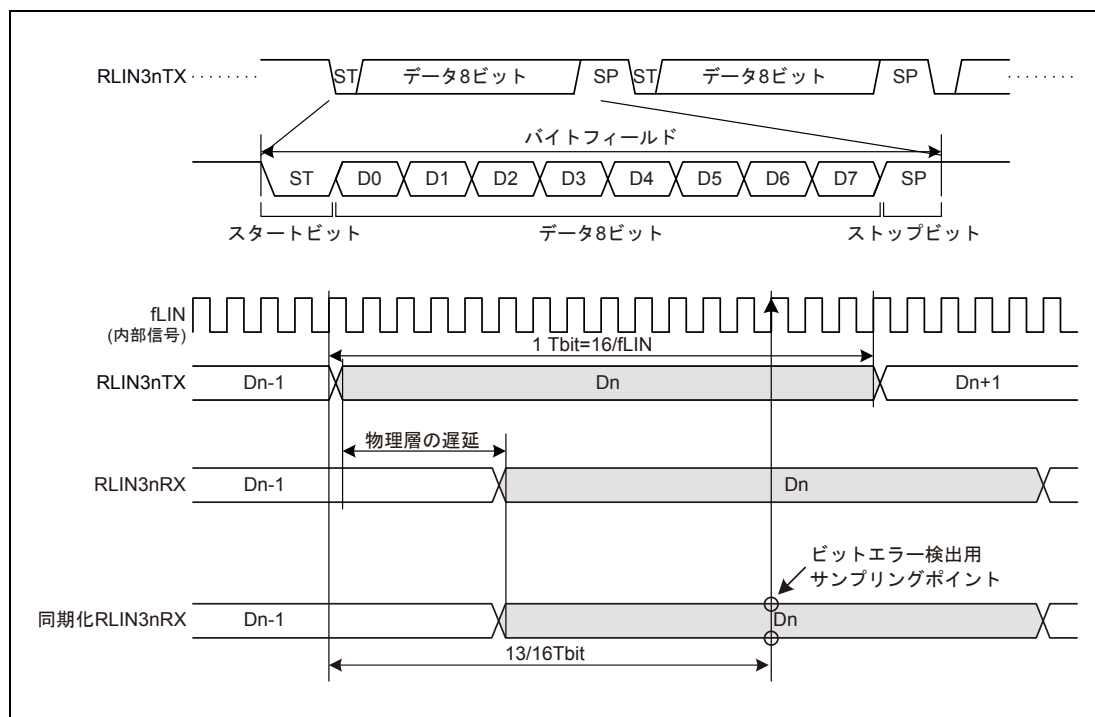 RLIN3nTX ST データ8ビット SP ST データ8ビット SP
バイトフィールド
ST D0 D1 D2 D3 D4 D5 D6 D7 SP
スタートビット データ8ビット ストップビット
fLIN
(内部信号)
1 Tbit=16/fLIN
RLIN3nTX Dn-1 Dn Dn+1
物理層の遅延
RLIN3nRX Dn-1 Dn
ビットエラー検出用
サンプリングポイント
同期化RLIN3nRX Dn-1 Dn
13/16Tbit